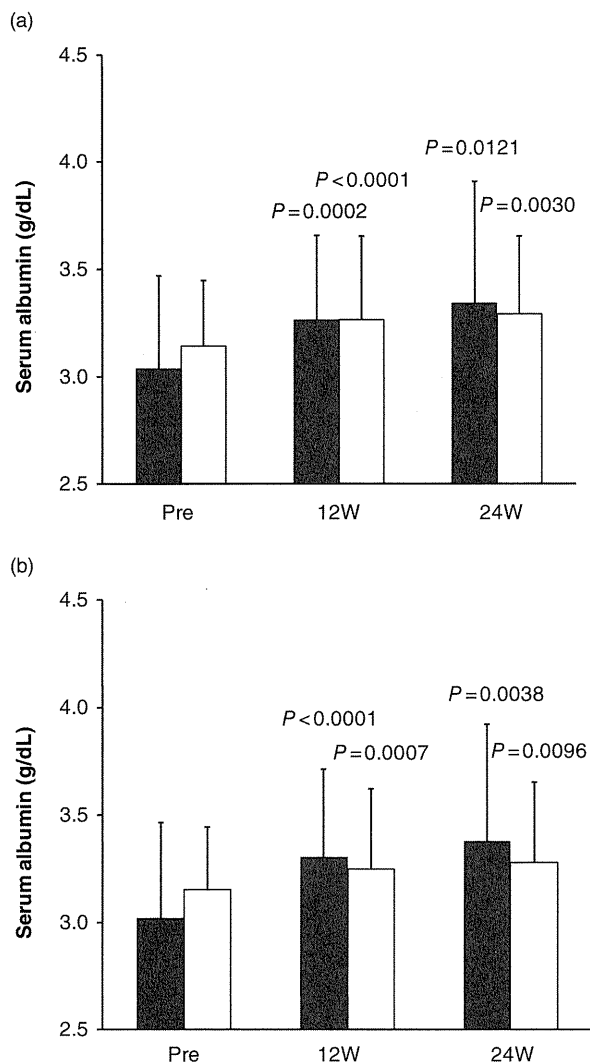 (a)
4.5
4.0
3.5
3.0
2.5
Serum albumin (g/dL)
P=0.0002
P<0.0001
P=0.0121
P=0.0030
Pre
12W
24W
(b)
4.5
4.0
3.5
3.0
2.5
Serum albumin (g/dL)
P<0.0001
P=0.0007
P=0.0038
P=0.0096
Pre
12W
24W